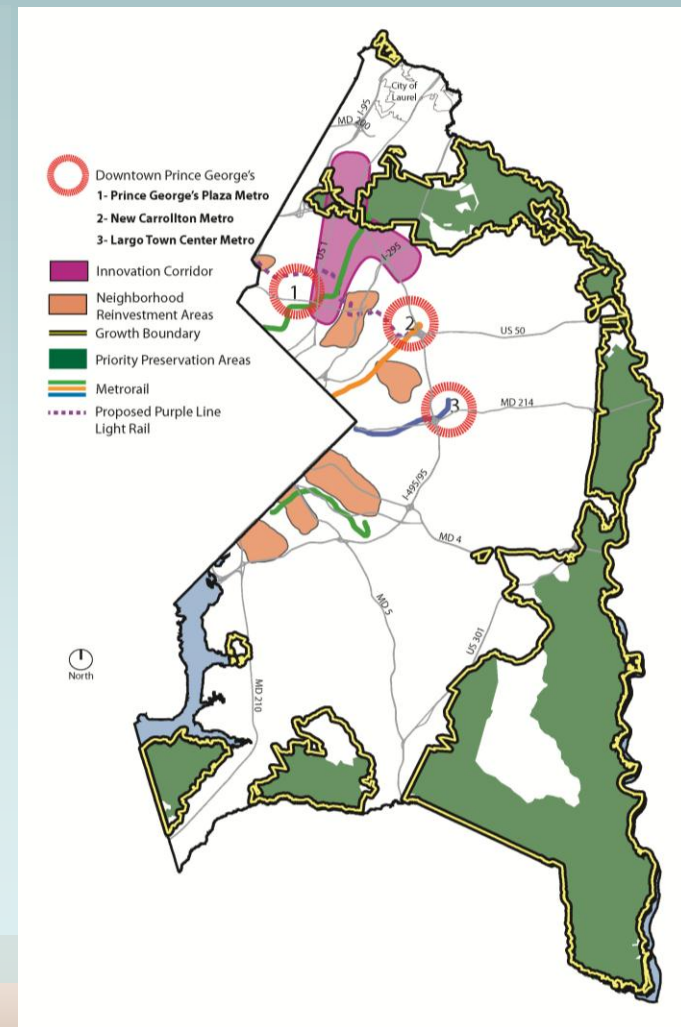 City of
Laurel
I-95
MD 200
Downtown Prince George's
1- Prince George's Plaza Metro
2- New Carrollton Metro
3- Largo Town Center Metro
Innovation Corridor
Neighborhood
Reinvestment Areas
Growth Boundary
Priority Preservation Areas
Metrorail
Proposed Purple Line
Light Rail
US 1
I-295
1
2
US 50
3
MD 214
I-495/95
MD 4
MD 5
US 301
North
MD 210